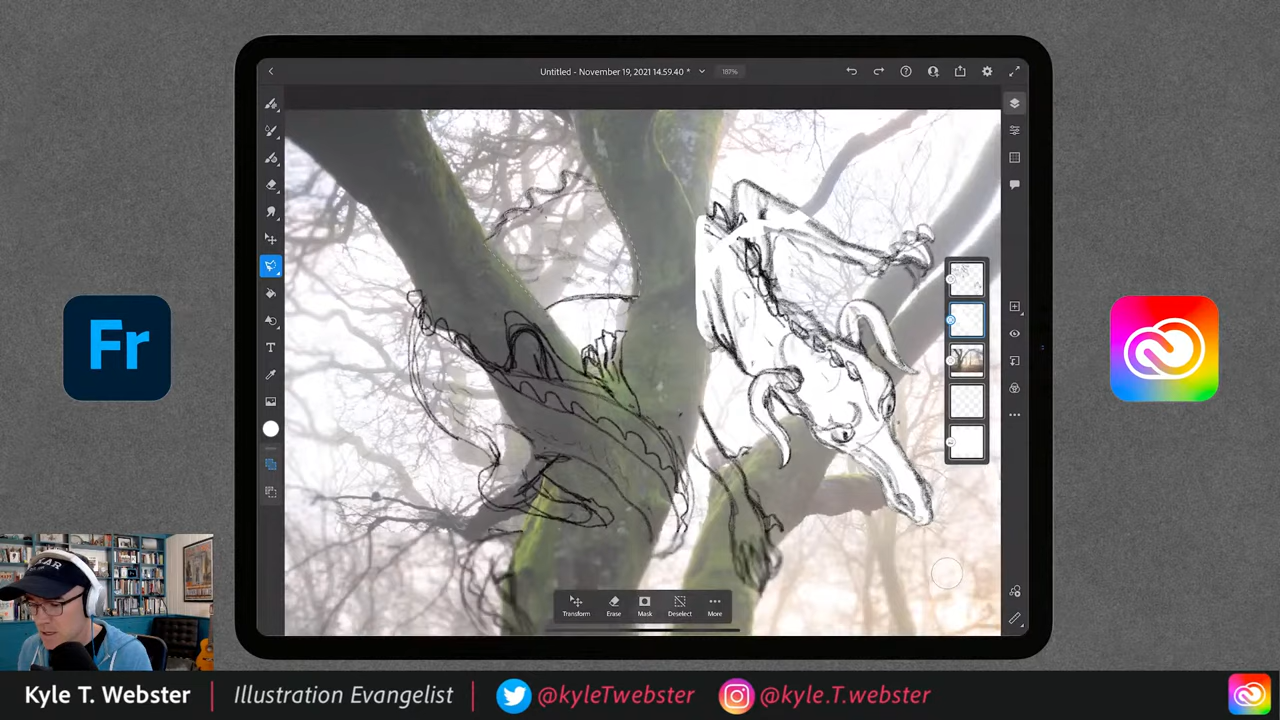 Untitled - November 19, 2021 14.59.40 *
187%
Fr
T
Transform
Erase
Mask
Deselect
More
Kyle T. Webster | Illustration Evangelist | @kyleTwebster @kyle.T.webster